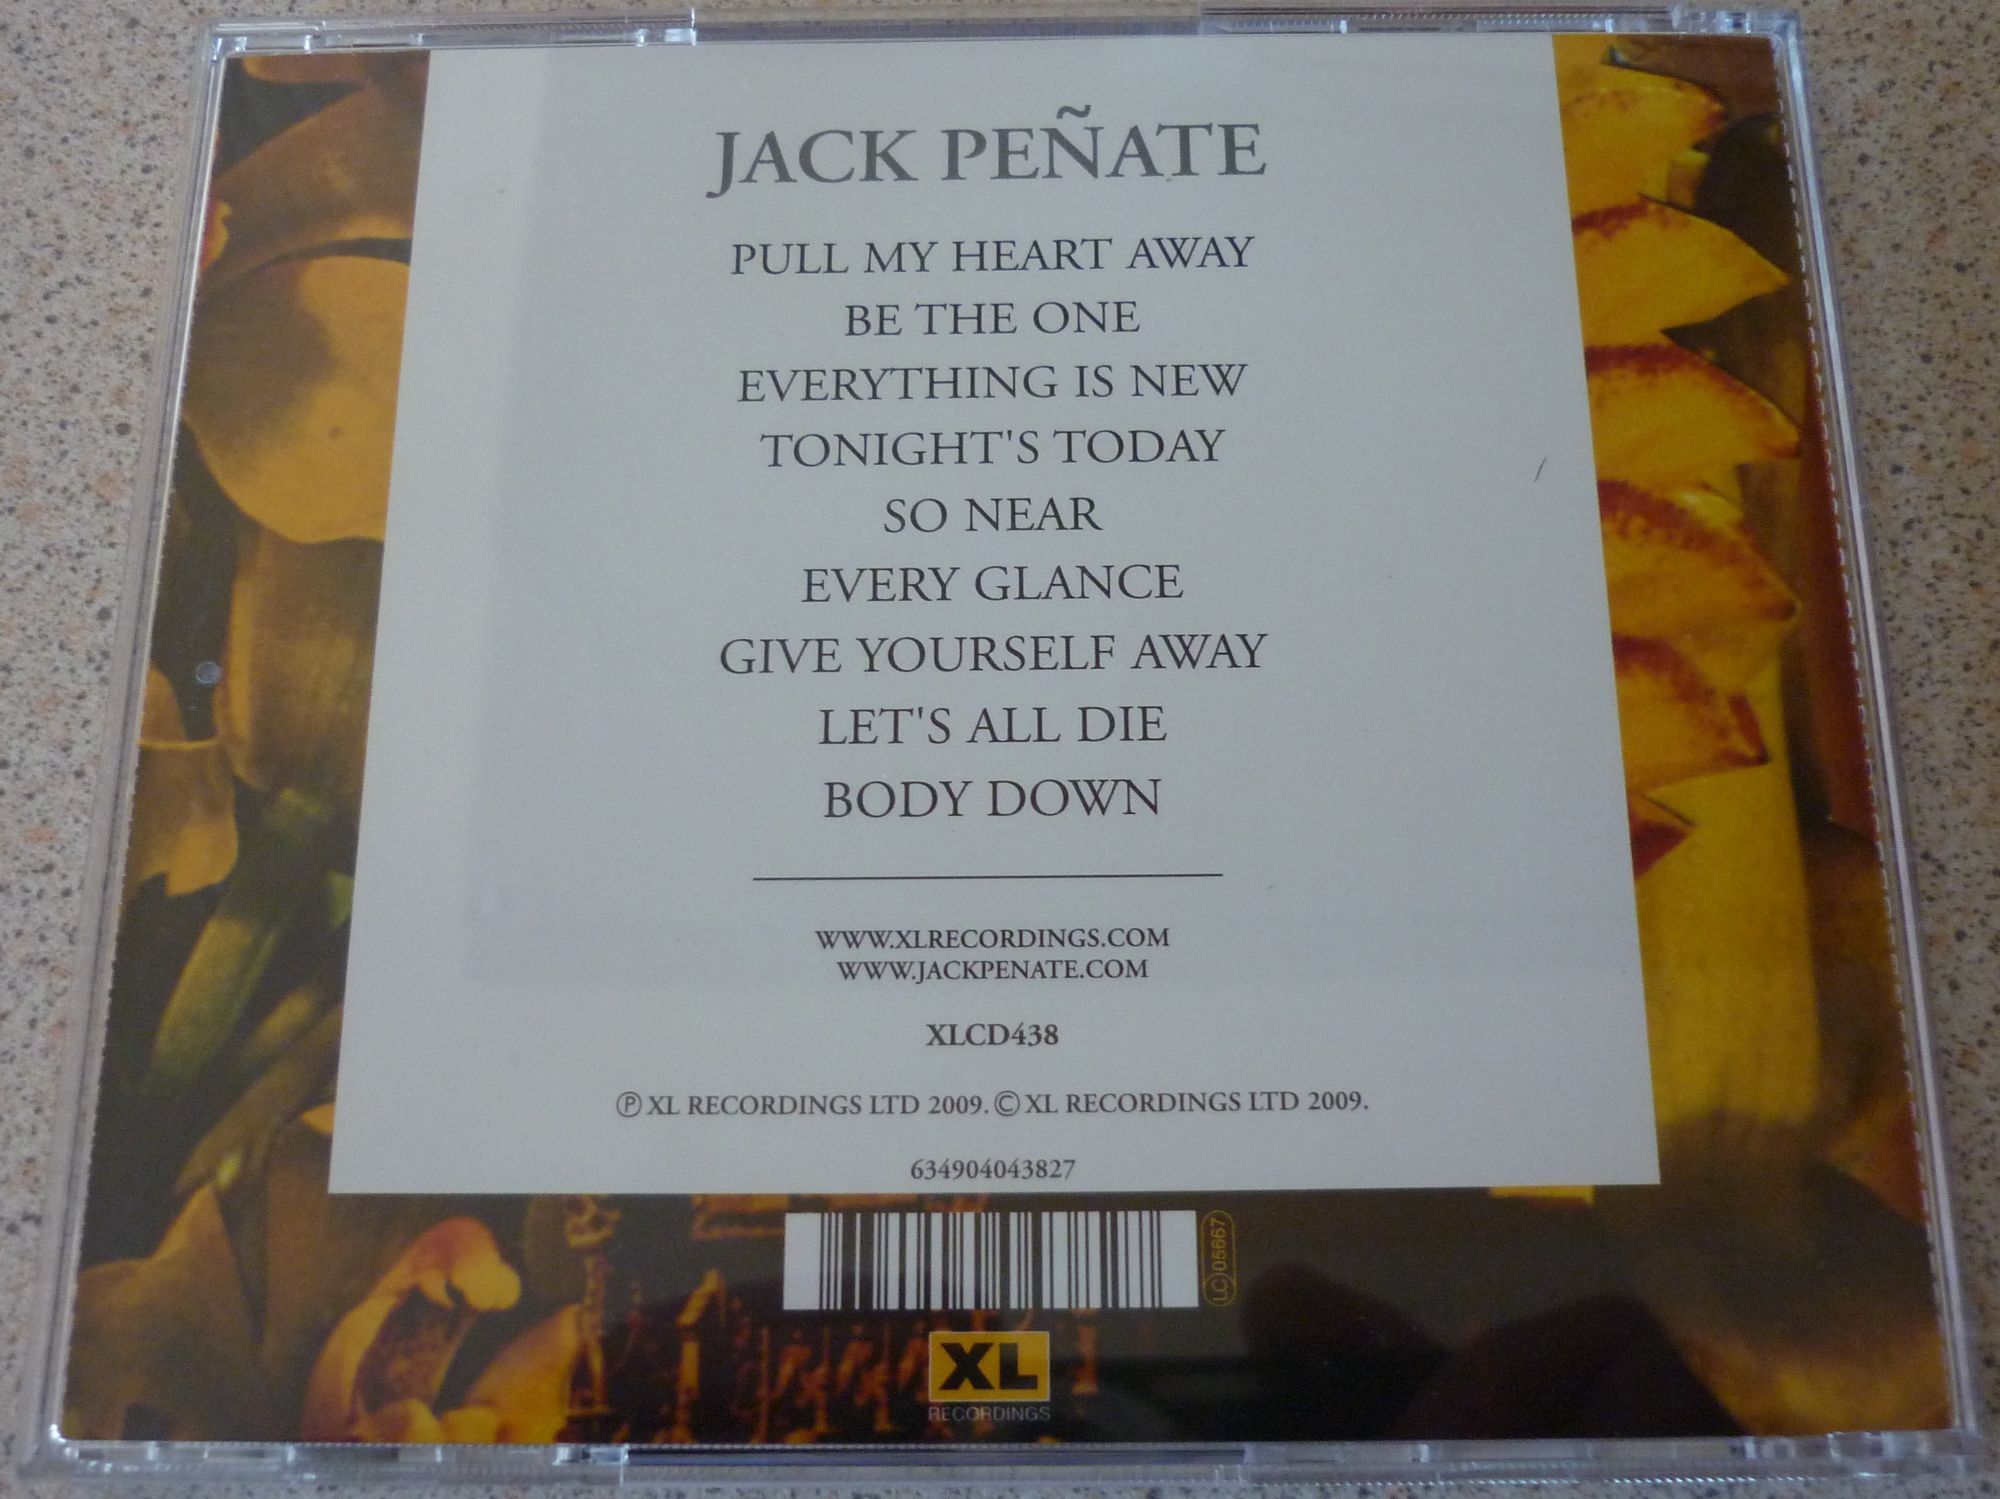 JACK PEÑATE
PULL MY HEART AWAY
BE THE ONE
EVERYTHING IS NEW
TONIGHT'S TODAY
SO NEAR
EVERY GLANCE
GIVE YOURSELF AWAY
LET'S ALL DIE
BODY DOWN
WWW.XLRECORDINGS.COM
WWW.JACKPENATE.COM
XLCD438
Ⓟ XL RECORDINGS LTD 2009. © XL RECORDINGS LTD 2009.
634904043827
LC 05667
XL
RECORDINGS